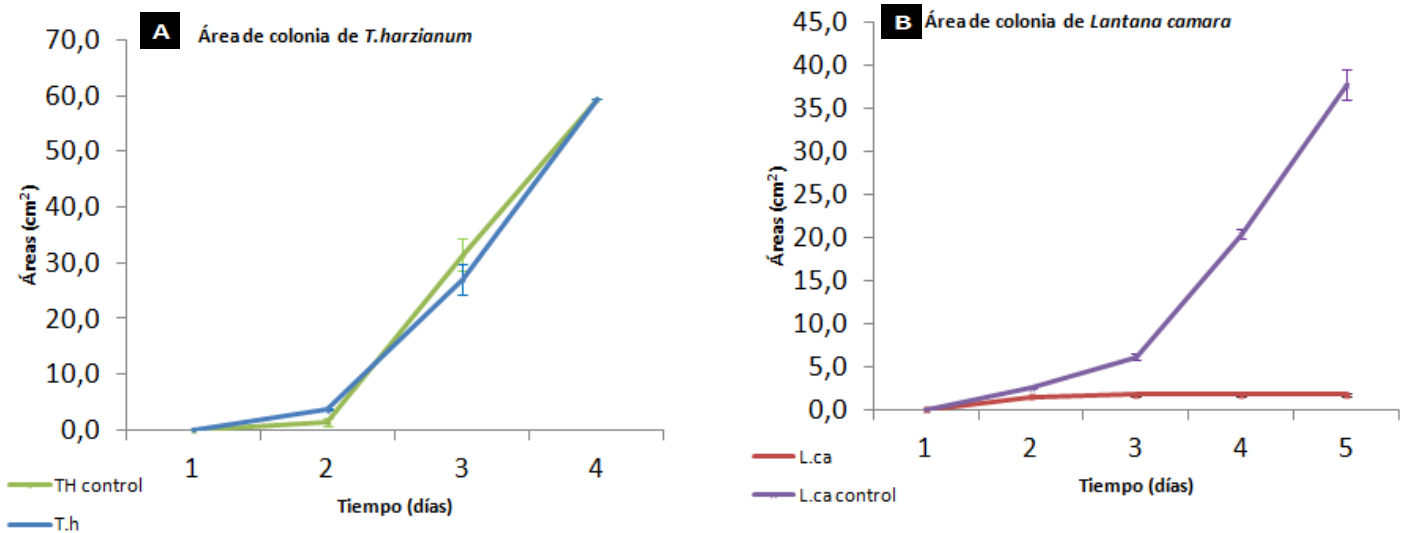 A
Área de colonia de T.harzianum
70,0
60,0
50,0
40,0
30,0
20,0
10,0
0,0
Áreas (cm²)
1 2 3 4
Tiempo (días)
TH control
T.h
B
Área de colonia de Lantana camara
45,0
40,0
35,0
30,0
25,0
20,0
15,0
10,0
5,0
0,0
Áreas (cm²)
1 2 3 4 5
Tiempo (días)
L.ca
L.ca control